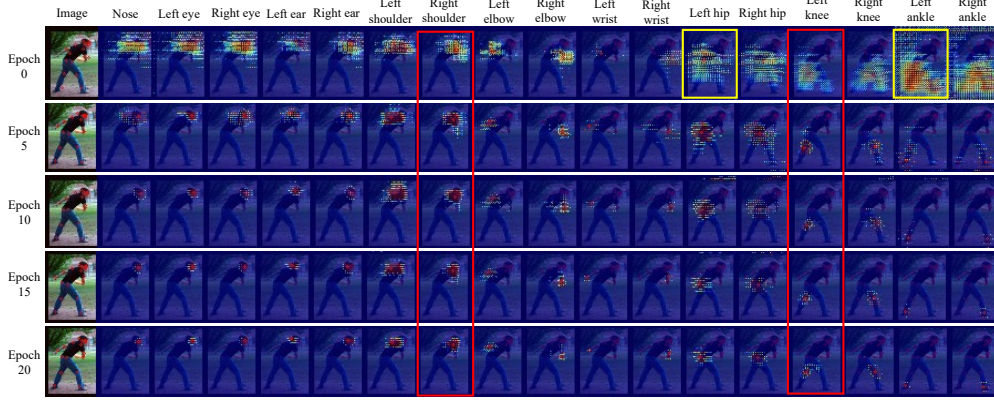 Image Nose Left eye Right eye Left ear Right ear Left shoulder Right shoulder Left elbow Right elbow Left wrist Right wrist Left hip Right hip Left knee Right knee Left ankle Right ankle
Epoch
0
Epoch
5
Epoch
10
Epoch
15
Epoch
20